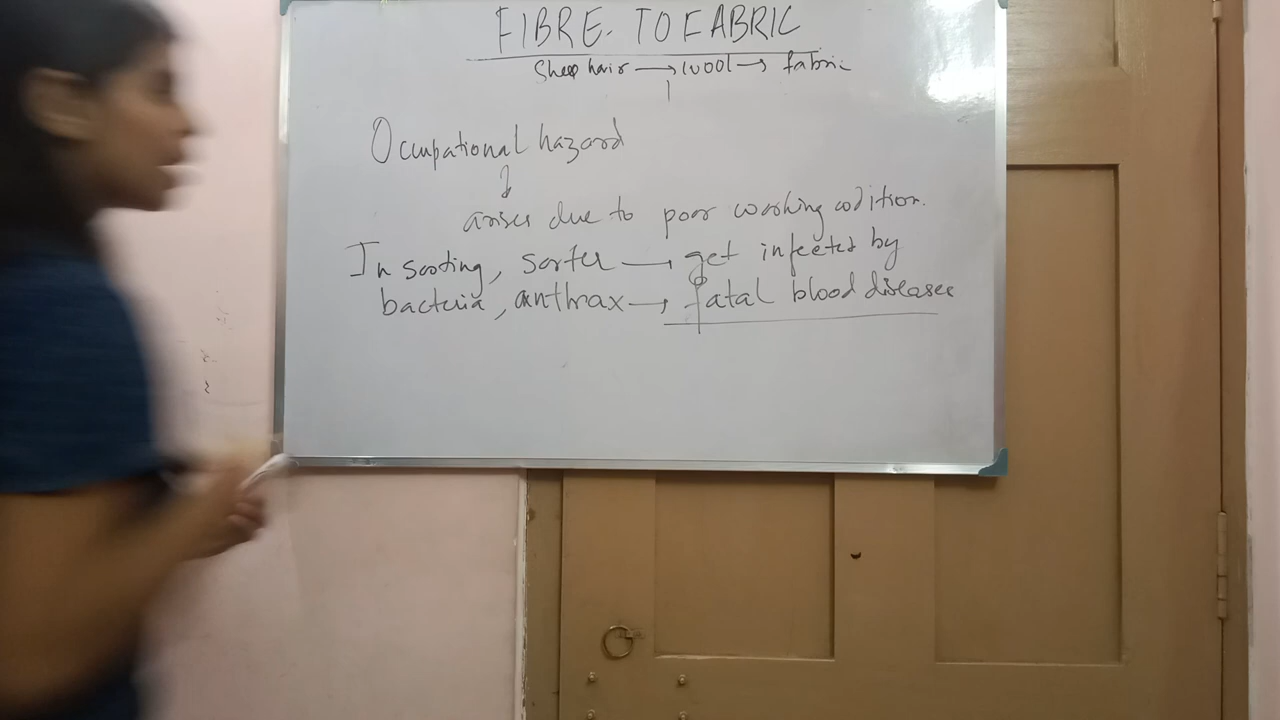 FIBRE TO FABRIC
Sheep hair → wool → fabric
Occupational hazard
arises due to poor working codition.
In sorting, sorter → get infected by
bacteria, anthrax → fatal blood disease